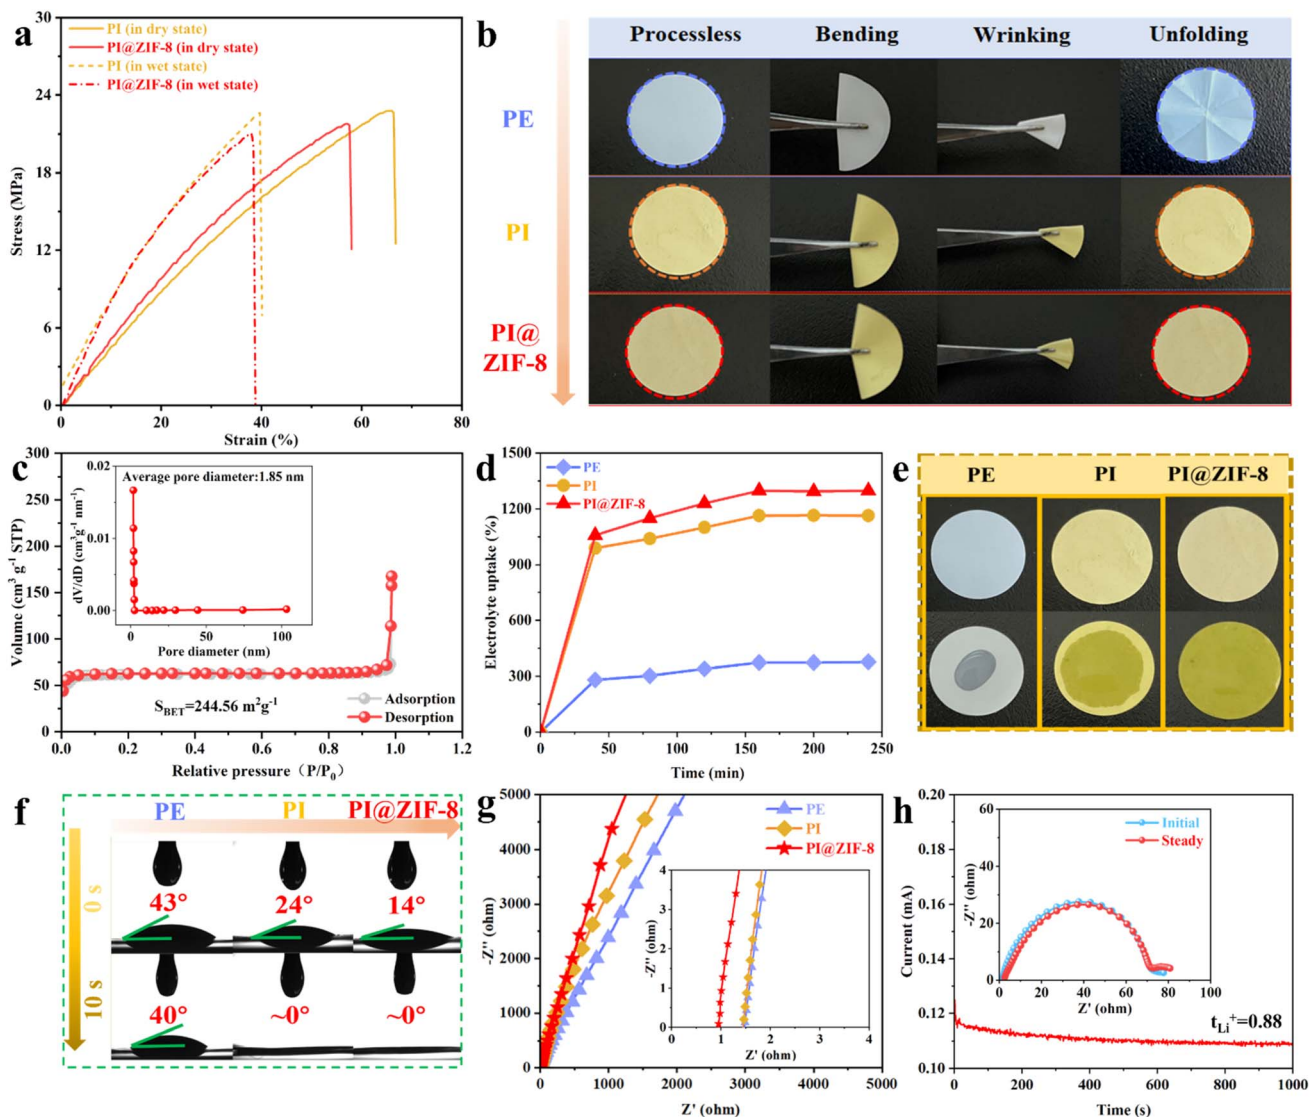 a
PI (in dry state)
PI@ZIF-8 (in dry state)
PI (in wet state)
PI@ZIF-8 (in wet state)
30
24
18
12
6
0
Stress (MPa)
0 20 40 60 80
Strain (%)
b
Processless Bending Wrinking Unfolding
PE
PI
PI@
ZIF-8
c
300
250
200
150
100
50
0
Volume (cm³ g⁻¹ STP)
Average pore diameter:1.85 nm
0.02
0.01
0.00
dV/dD (cm³g⁻¹ nm⁻¹)
0 50 100
Pore diameter (nm)
S_BET=244.56 m²g⁻¹
Adsorption
Desorption
0.0 0.2 0.4 0.6 0.8 1.0 1.2
Relative pressure（P/P₀）
d
PE
PI
PI@ZIF-8
1500
1200
900
600
300
0
Electrolyte uptake (%)
0 50 100 150 200 250
Time (min)
e
PE PI PI@ZIF-8
f
PE PI PI@ZIF-8
0 s
43° 24° 14°
10 s
40° ~0° ~0°
g
PE
PI
PI@ZIF-8
5000
4000
3000
2000
1000
0
-Z'' (ohm)
4
3
2
1
0
-Z'' (ohm)
0 1 2 3 4
Z' (ohm)
0 1000 2000 3000 4000 5000
Z' (ohm)
h
0.20
0.18
0.16
0.14
0.12
0.10
Current (mA)
Initial
Steady
60
40
20
0
-Z'' (ohm)
0 20 40 60 80 100
Z' (ohm)
t_Li⁺=0.88
0 200 400 600 800 1000
Time (s)